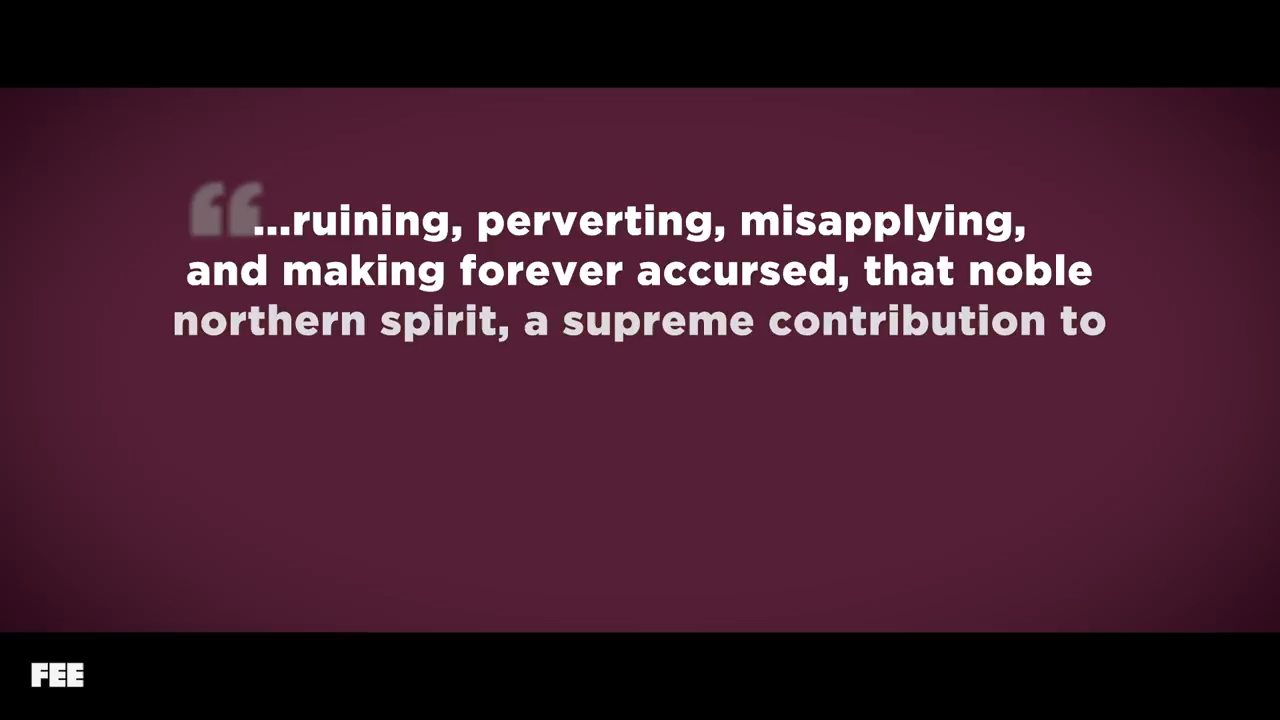 “...ruining, perverting, misapplying,
and making forever accursed, that noble
northern spirit, a supreme contribution to
FEE